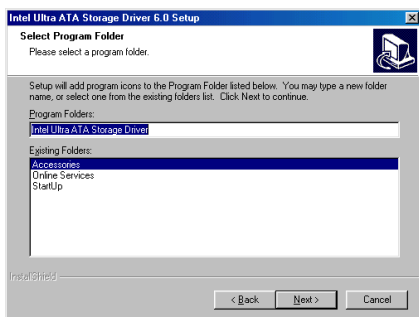 Intel Ultra ATA Storage Driver 6.0 Setup
Select Program Folder
Please select a program folder.
Setup will add program icons to the Program Folder listed below. You may type a new folder
name, or select one from the existing folders list. Click Next to continue.
Program Folders:
Intel Ultra ATA Storage Driver
Existing Folders:
Accessories
Online Services
StartUp
InstallShield
< Back
Next >
Cancel